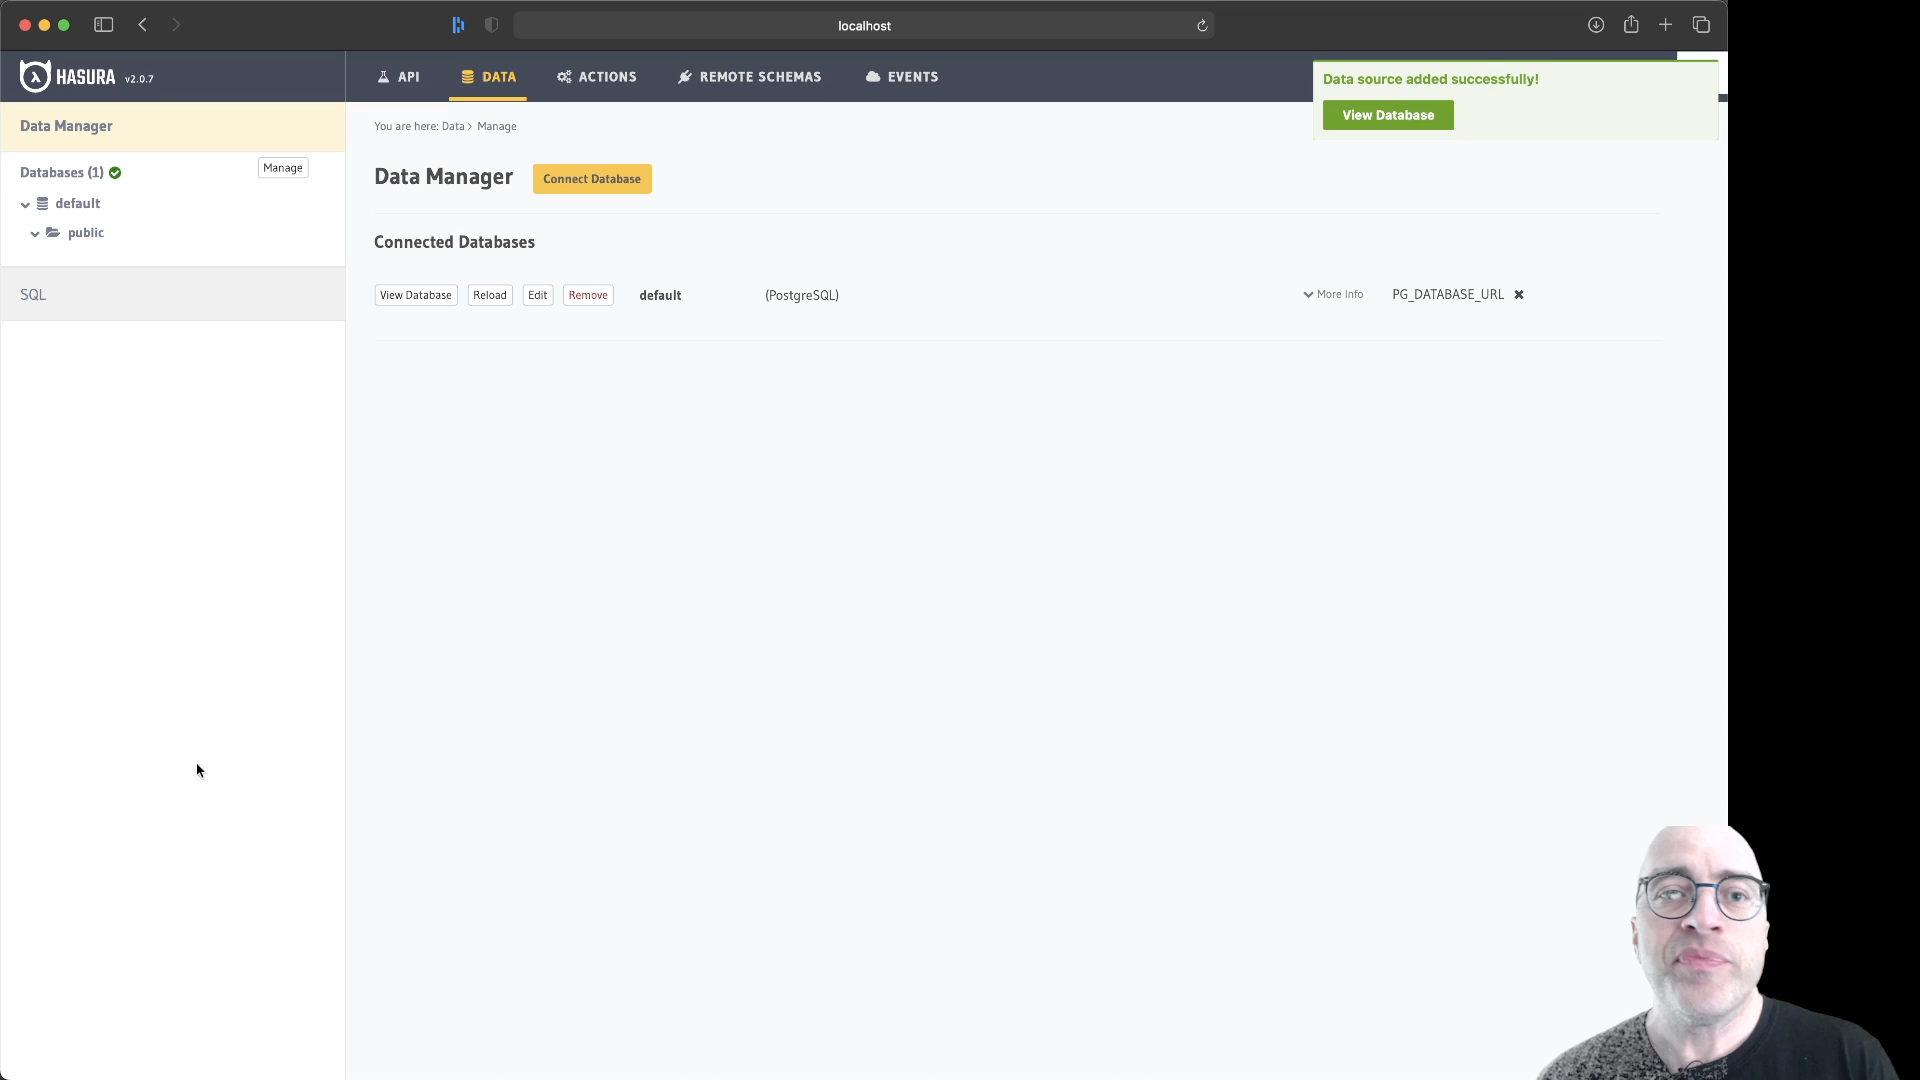 localhost
HASURA v2.0.7
API
DATA
ACTIONS
REMOTE SCHEMAS
EVENTS
Data source added successfully!
View Database
Data Manager
Databases (1)
Manage
default
public
SQL
You are here: Data > Manage
Data Manager
Connect Database
Connected Databases
View Database
Reload
Edit
Remove
default
(PostgreSQL)
More Info
PG_DATABASE_URL